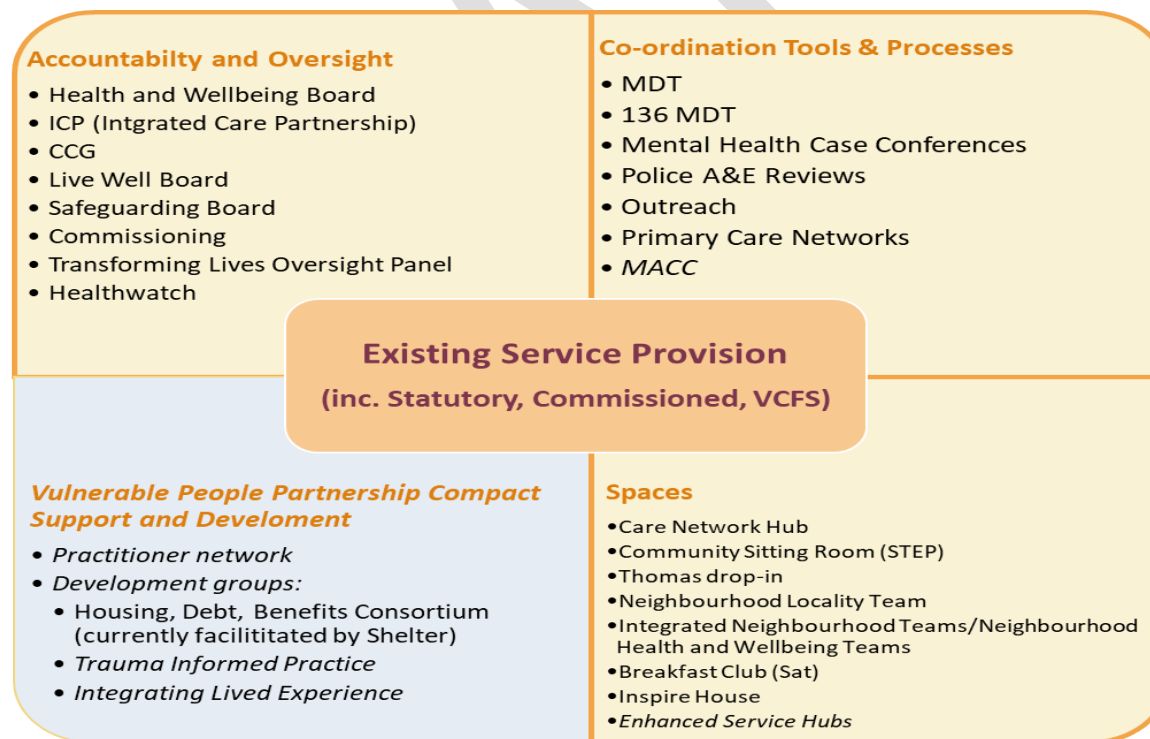 Accountabilty and Oversight
• Health and Wellbeing Board
• ICP (Intgrated Care Partnership)
• CCG
• Live Well Board
• Safeguarding Board
• Commissioning
• Transforming Lives Oversight Panel
• Healthwatch
Co-ordination Tools & Processes
• MDT
• 136 MDT
• Mental Health Case Conferences
• Police A&E Reviews
• Outreach
• Primary Care Networks
• MACC
Existing Service Provision
(inc. Statutory, Commissioned, VCFS)
Vulnerable People Partnership Compact
Support and Develoment
• Practitioner network
• Development groups:
• Housing, Debt, Benefits Consortium
(currently facilititated by Shelter)
• Trauma Informed Practice
• Integrating Lived Experience
Spaces
•Care Network Hub
•Community Sitting Room (STEP)
•Thomas drop-in
•Neighbourhood Locality Team
•Integrated Neighbourhood Teams/Neighbourhood
Health and Wellbeing Teams
•Breakfast Club (Sat)
•Inspire House
•Enhanced Service Hubs